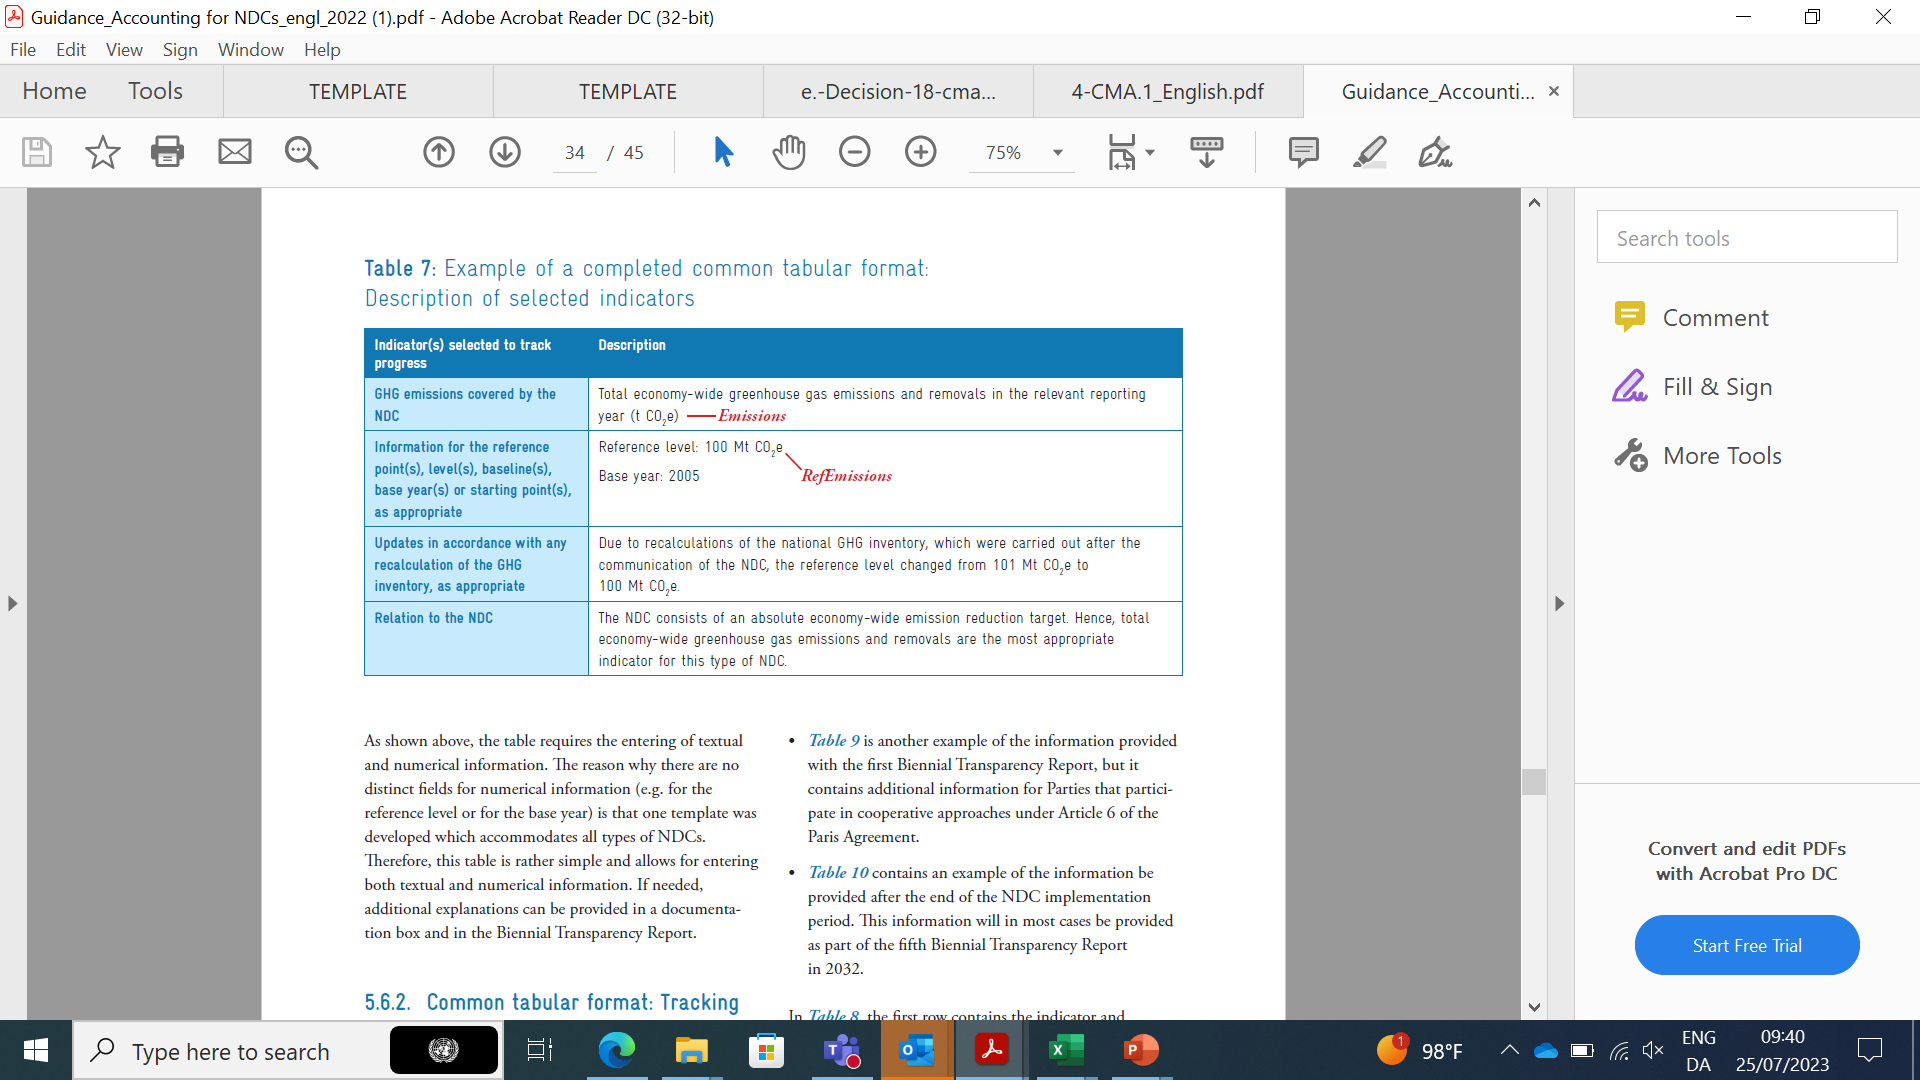 Guidance_Accounting for NDCs_engl_2022 (1).pdf - Adobe Acrobat Reader DC (32-bit)
File Edit View Sign Window Help
Home Tools TEMPLATE TEMPLATE e.-Decision-18-cma... 4-CMA.1_English.pdf Guidance_Accounti...
34 / 45 75%
Table 7: Example of a completed common tabular format:
Description of selected indicators
Indicator(s) selected to track
progress
Description
GHG emissions covered by the
NDC
Total economy-wide greenhouse gas emissions and removals in the relevant reporting
year (t CO₂e) Emissions
Information for the reference
point(s), level(s), baseline(s),
base year(s) or starting point(s),
as appropriate
Reference level: 100 Mt CO₂e
Base year: 2005 RefEmissions
Updates in accordance with any
recalculation of the GHG
inventory, as appropriate
Due to recalculations of the national GHG inventory, which were carried out after the
communication of the NDC, the reference level changed from 101 Mt CO₂e to
100 Mt CO₂e.
Relation to the NDC
The NDC consists of an absolute economy-wide emission reduction target. Hence, total
economy-wide greenhouse gas emissions and removals are the most appropriate
indicator for this type of NDC.
As shown above, the table requires the entering of textual
and numerical information. The reason why there are no
distinct fields for numerical information (e.g. for the
reference level or for the base year) is that one template was
developed which accommodates all types of NDCs.
Therefore, this table is rather simple and allows for entering
both textual and numerical information. If needed,
additional explanations can be provided in a documenta-
tion box and in the Biennial Transparency Report.
5.6.2. Common tabular format: Tracking
• Table 9 is another example of the information provided
with the first Biennial Transparency Report, but it
contains additional information for Parties that partici-
pate in cooperative approaches under Article 6 of the
Paris Agreement.
• Table 10 contains an example of the information be
provided after the end of the NDC implementation
period. This information will in most cases be provided
as part of the fifth Biennial Transparency Report
in 2032.
In Table 8, the first row contains the indicator and
Search tools
Comment
Fill & Sign
More Tools
Convert and edit PDFs
with Acrobat Pro DC
Start Free Trial
Type here to search
1
98°F
ENG
DA
09:40
25/07/2023